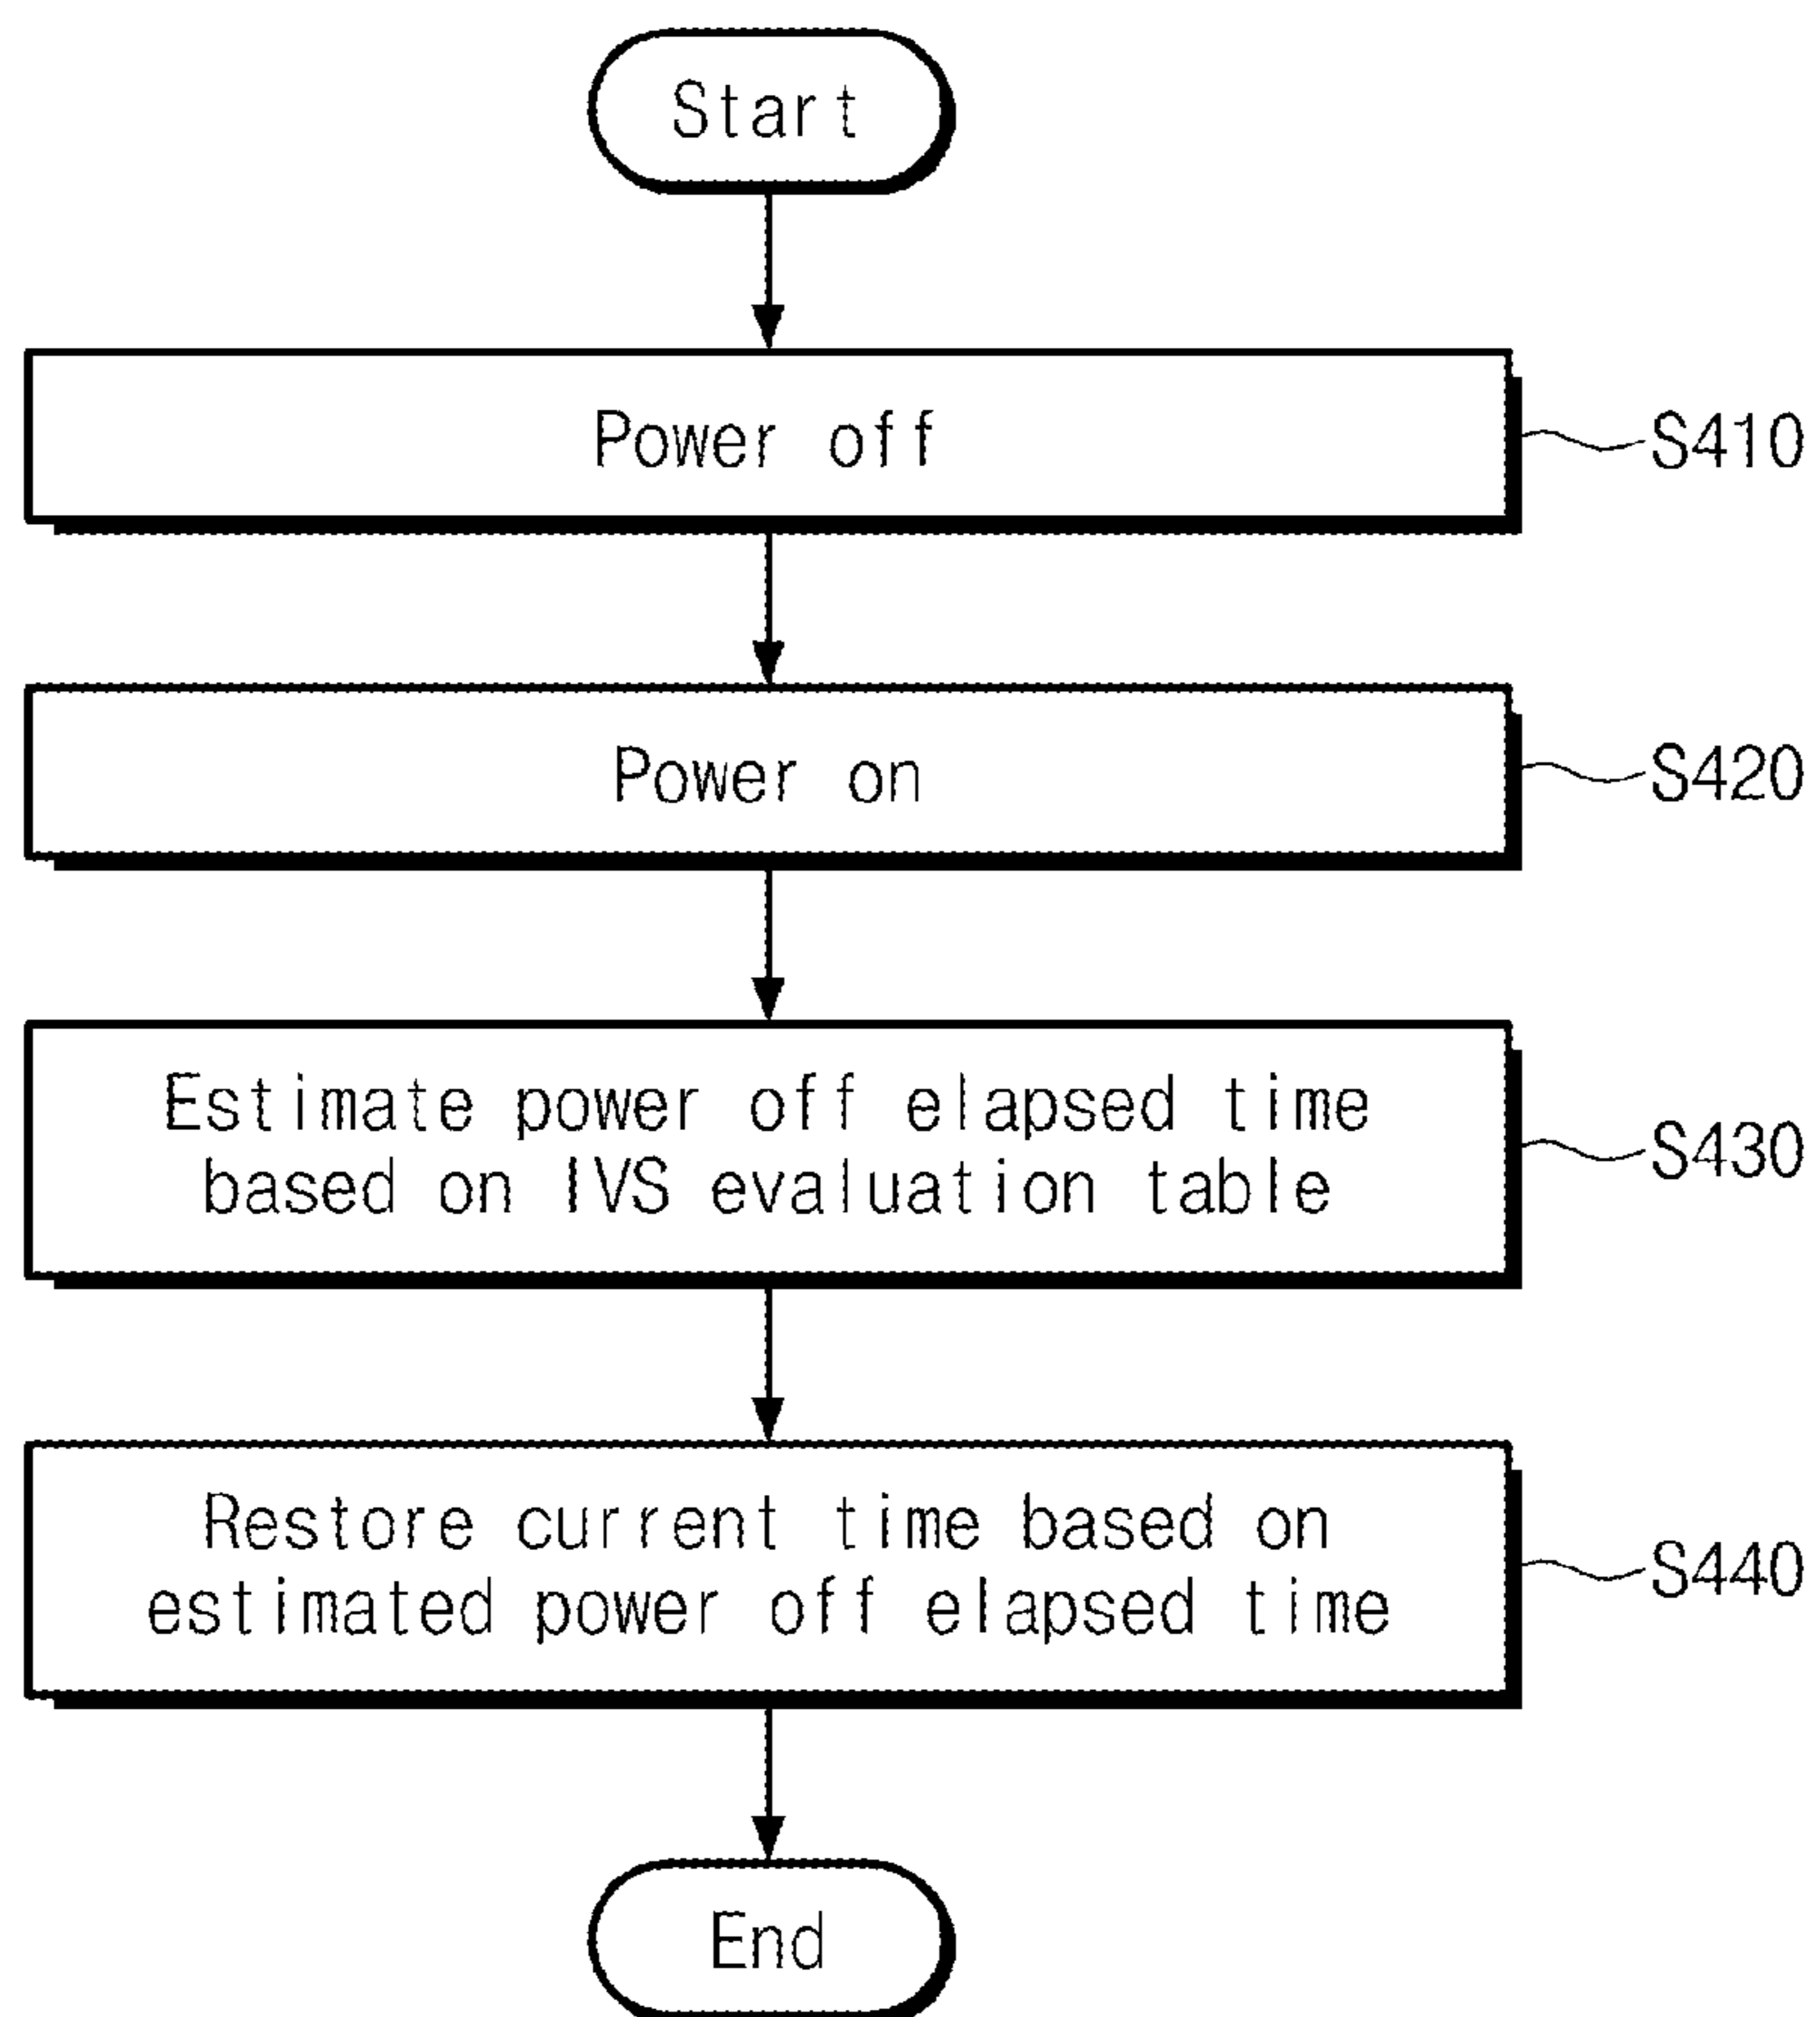 Start
Power off
S410
Power on
S420
Estimate power off elapsed time
based on IVS evaluation table
S430
Restore current time based on
estimated power off elapsed time
S440
End